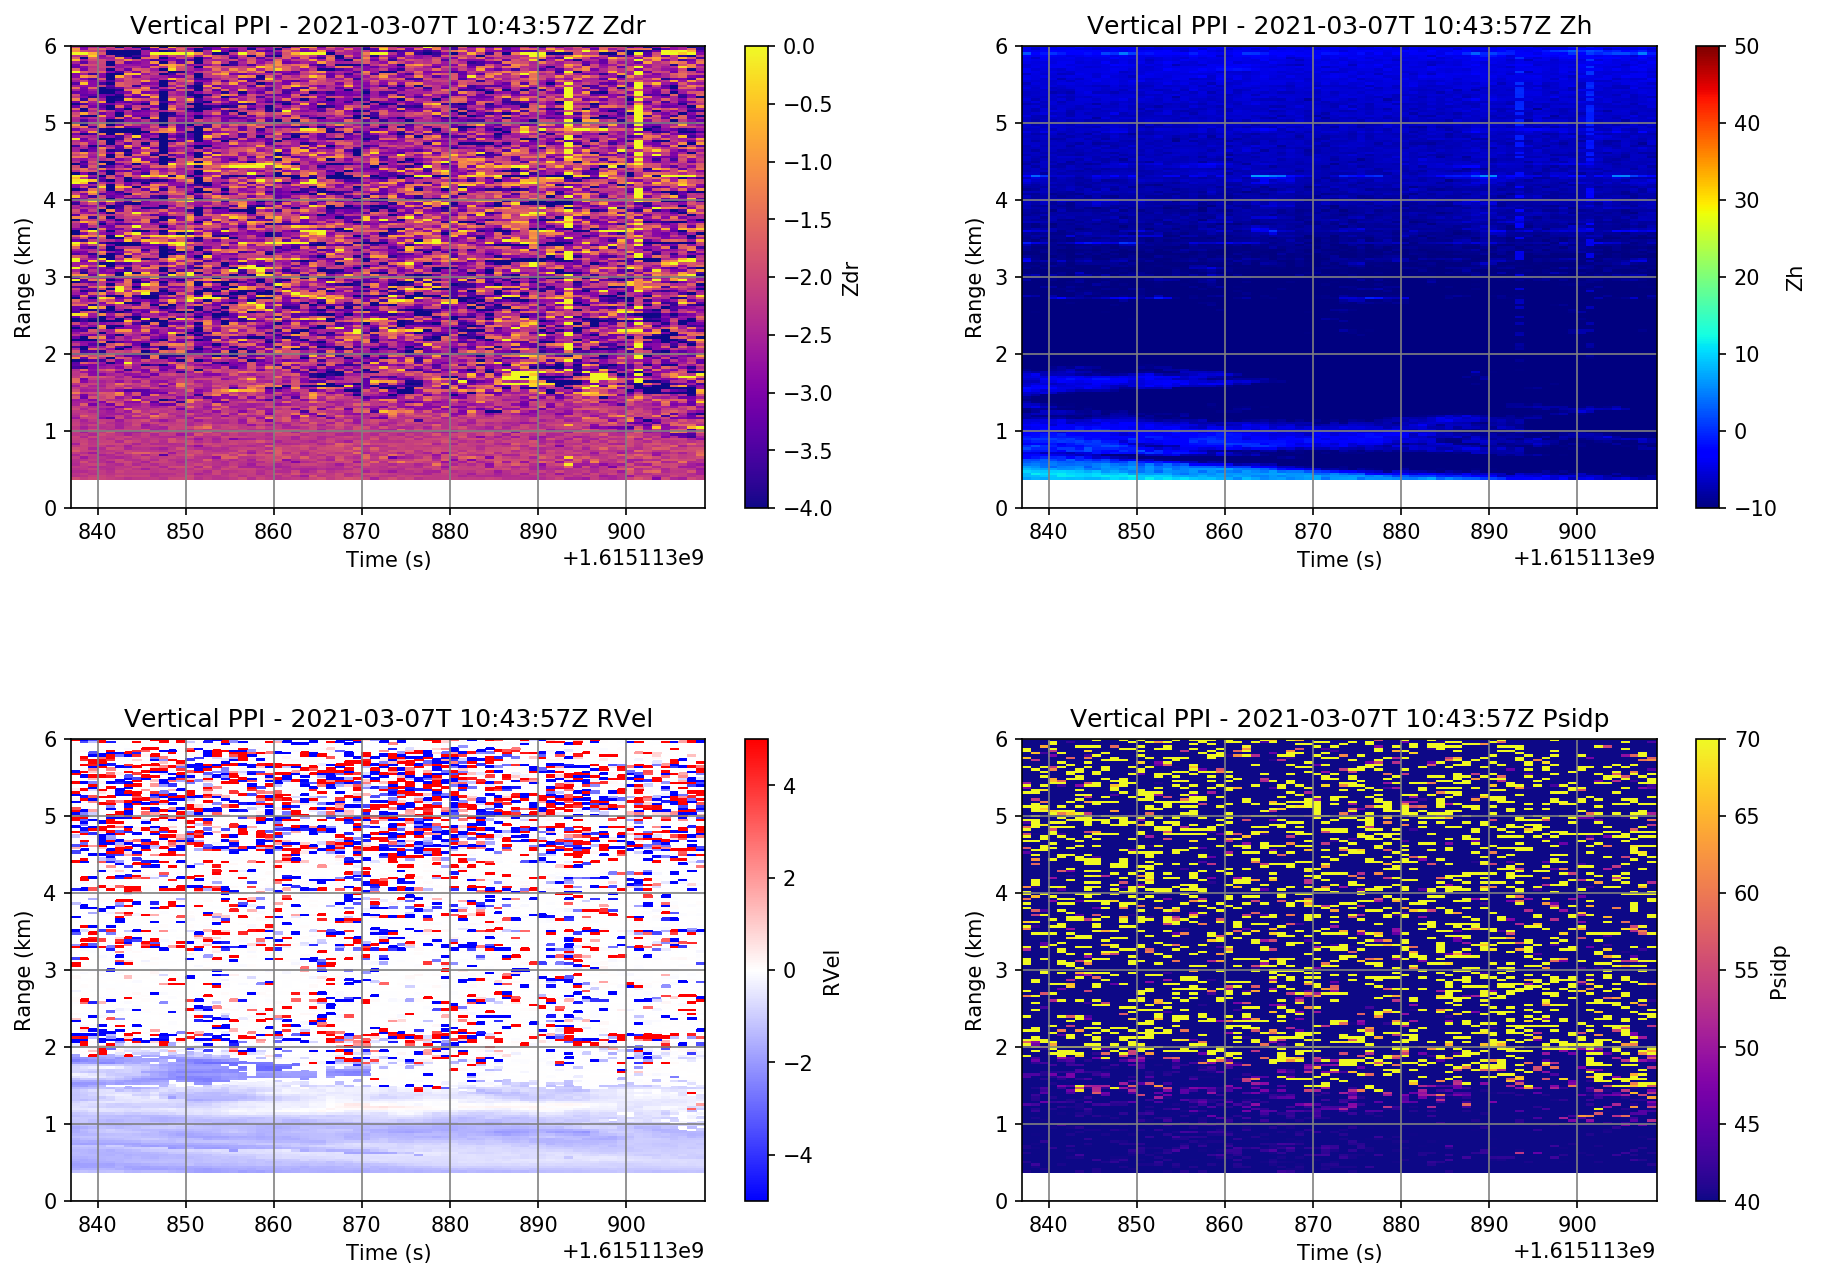 Vertical PPI - 2021-03-07T 10:43:57Z Zdr
6
5
4
3
2
1
0
Range (km)
840 850 860 870 880 890 900
Time (s)
+1.615113e9
0.0
−0.5
−1.0
−1.5
−2.0
−2.5
−3.0
−3.5
−4.0
Zdr
Vertical PPI - 2021-03-07T 10:43:57Z Zh
6
5
4
3
2
1
0
Range (km)
840 850 860 870 880 890 900
Time (s)
+1.615113e9
50
40
30
20
10
0
−10
Zh
Vertical PPI - 2021-03-07T 10:43:57Z RVel
6
5
4
3
2
1
0
Range (km)
840 850 860 870 880 890 900
Time (s)
+1.615113e9
4
2
0
−2
−4
RVel
Vertical PPI - 2021-03-07T 10:43:57Z Psidp
6
5
4
3
2
1
0
Range (km)
840 850 860 870 880 890 900
Time (s)
+1.615113e9
70
65
60
55
50
45
40
Psidp